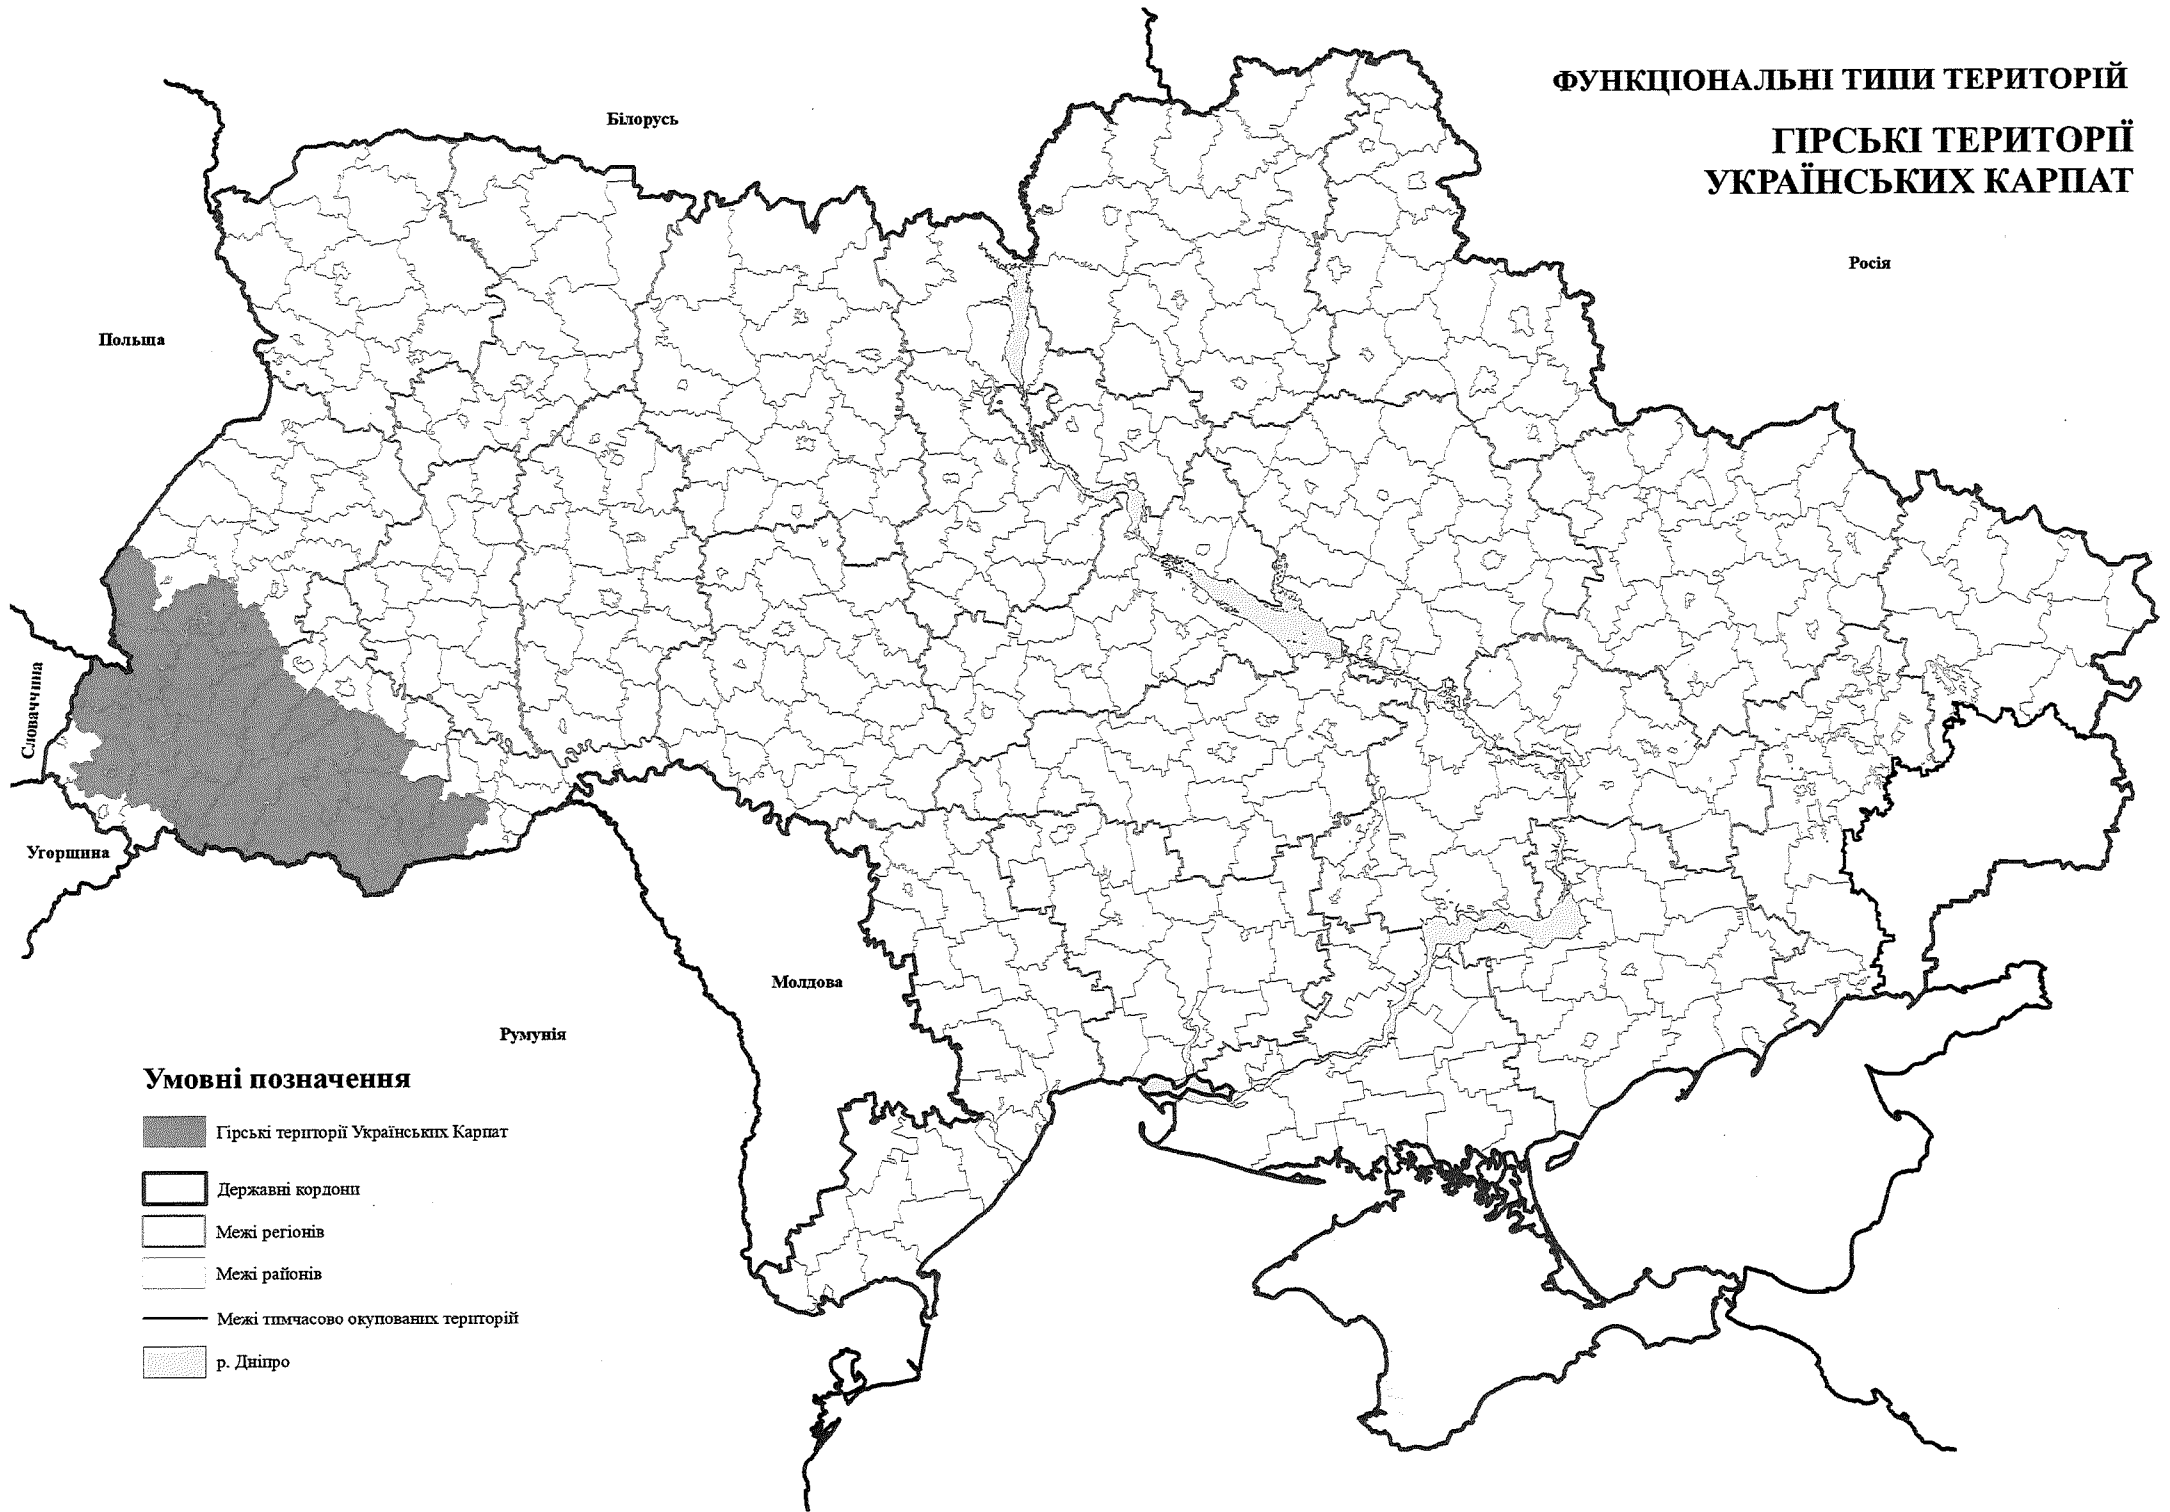 ФУНКЦІОНАЛЬНІ ТИПИ ТЕРИТОРІЙ
ГІРСЬКІ ТЕРИТОРІЇ
УКРАЇНСЬКИХ КАРПАТ
Білорусь
Росія
Польща
Словаччина
Угорщина
Молдова
Румунія
Умовні позначення
Гірські території Українських Карпат
Державні кордони
Межі регіонів
Межі районів
Межі тимчасово окупованих територій
р. Дніпро